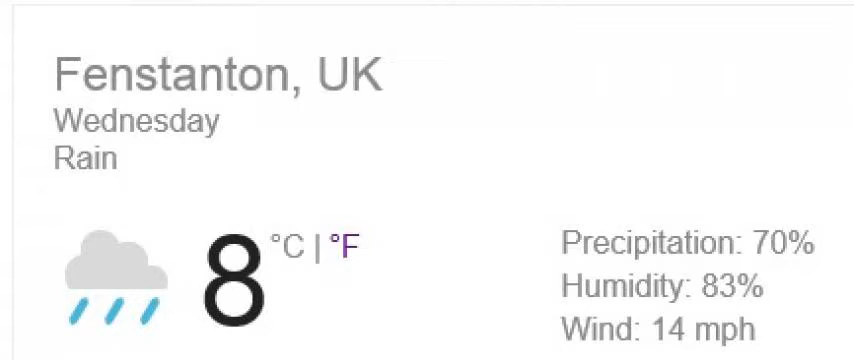 Fenstanton, UK
Wednesday
Rain
8 °C | °F
Precipitation: 70%
Humidity: 83%
Wind: 14 mph